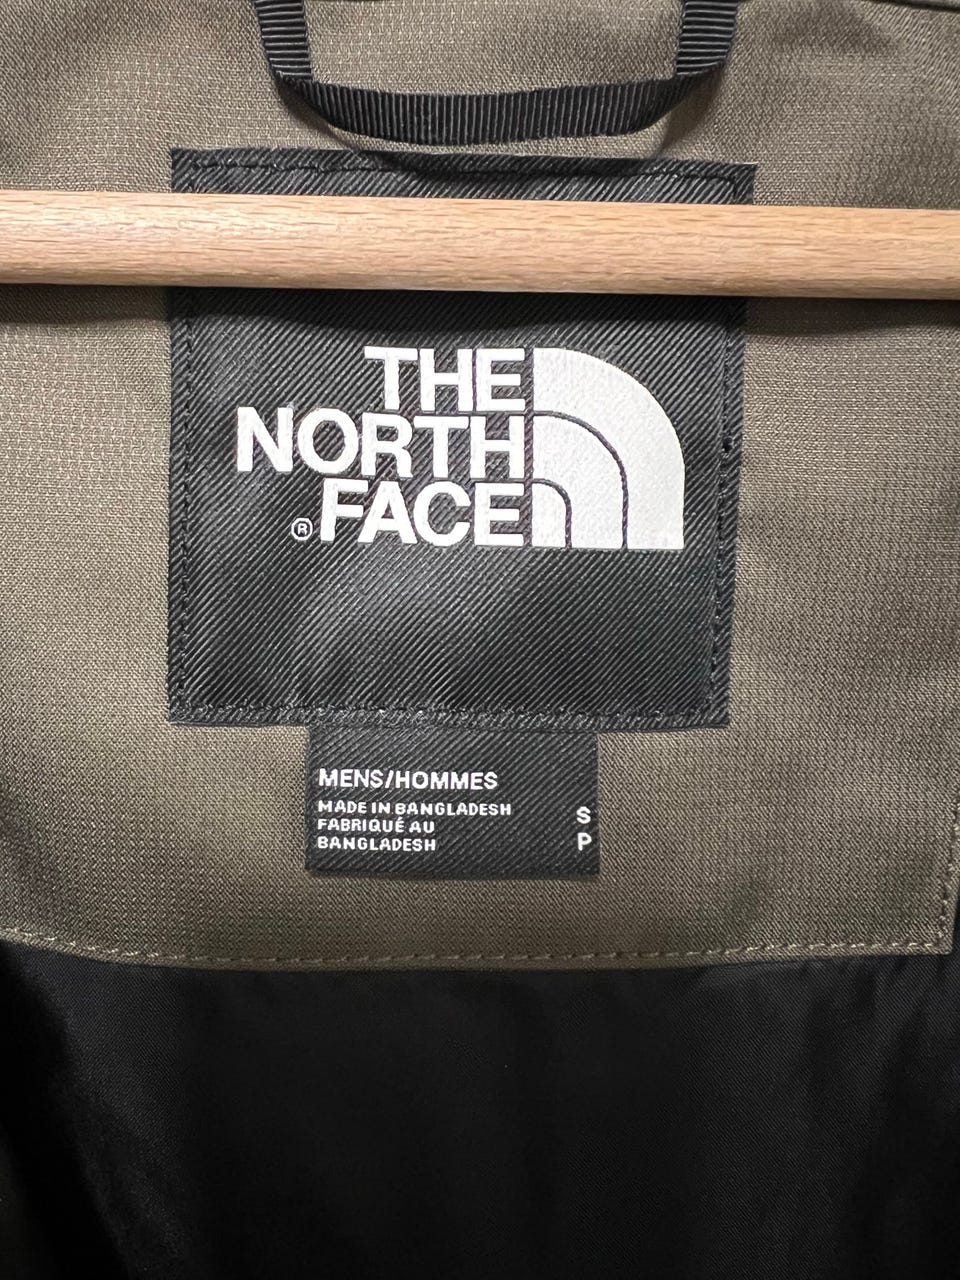 THE
NORTH
FACE
®
MENS/HOMMES
MADE IN BANGLADESH
FABRIQUÉ AU
BANGLADESH
S
P